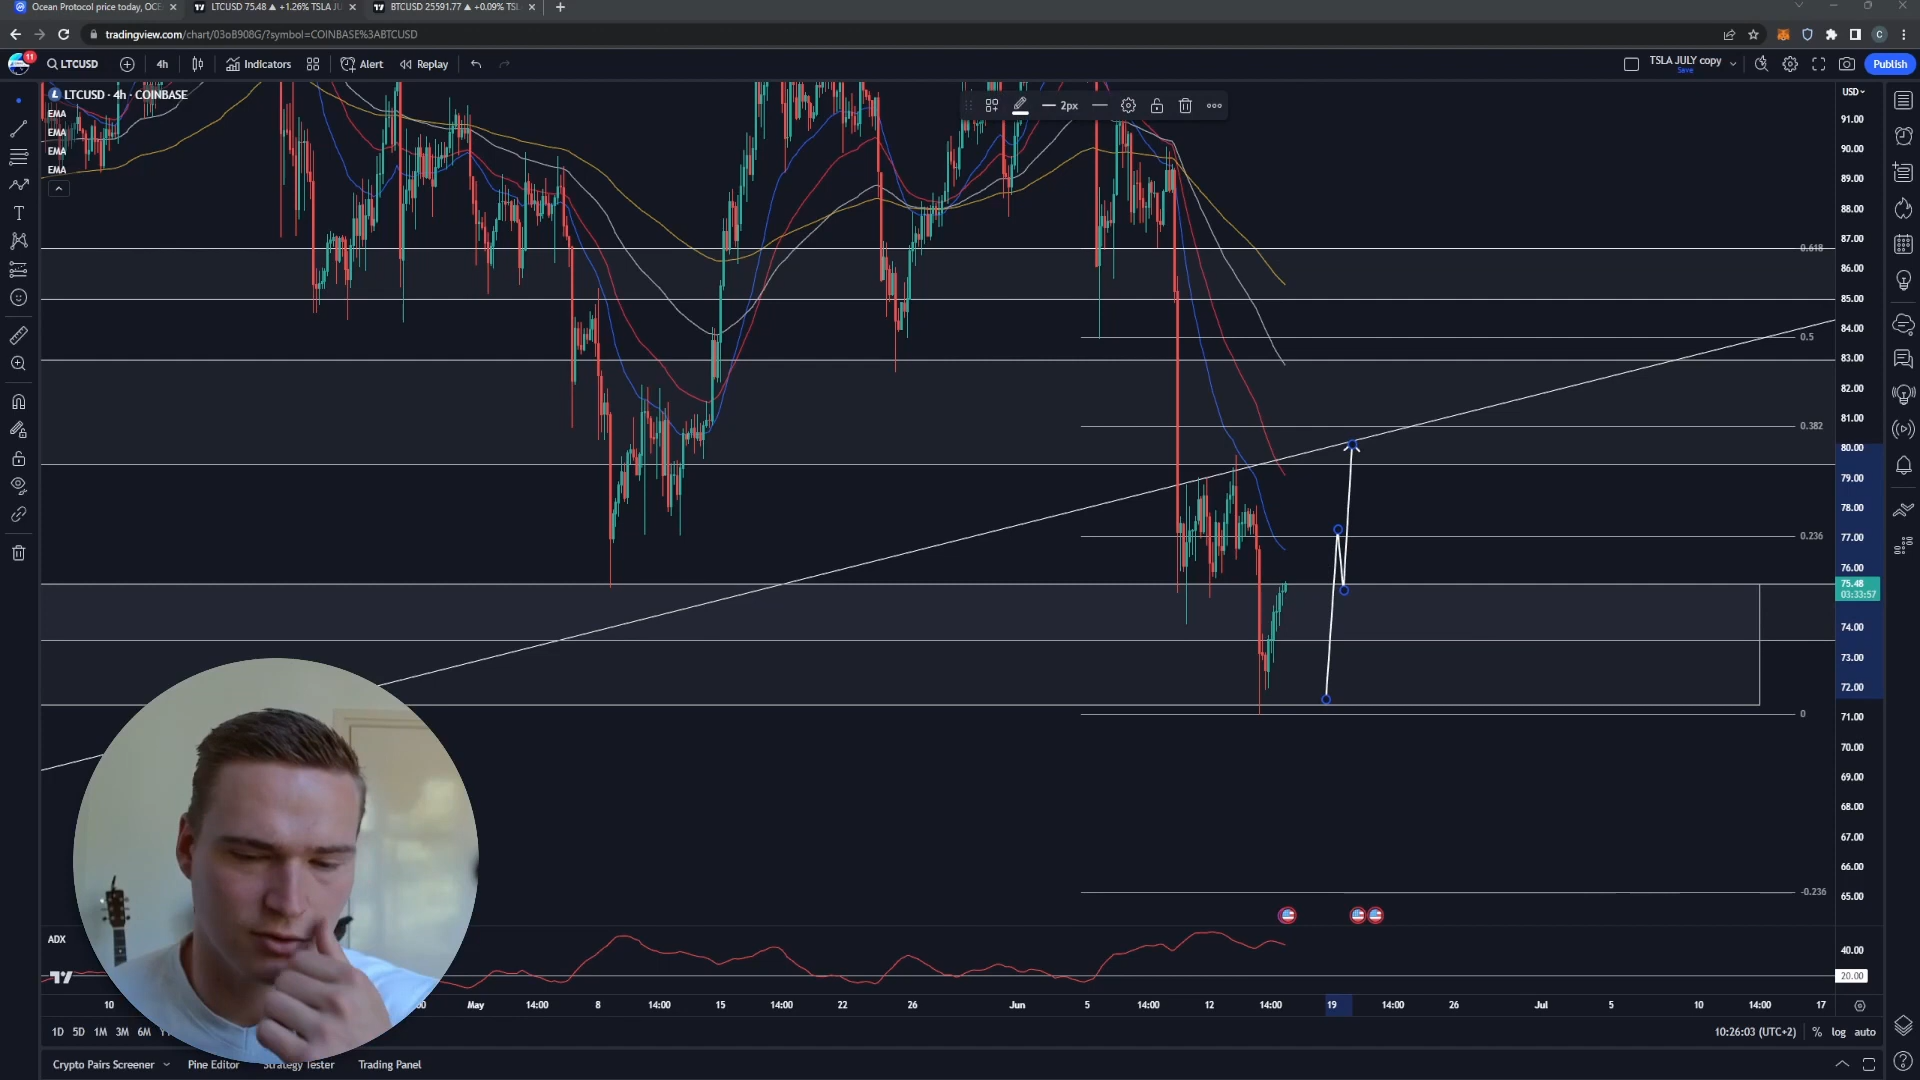 Ocean Protocol price today, OCE
LTCUSD 75.48 ▲ +1.26% TSLA JU
BTCUSD 25591.77 ▲ +0.09% TSL
tradingview.com/chart/03oB908G/?symbol=COINBASE%3ABTCUSD
C
11
LTCUSD
4h
Indicators
Alert
Replay
TSLA JULY copy
Save
Publish
LTCUSD · 4h · COINBASE
EMA
EMA
EMA
EMA
2px
USD
91.00
90.00
89.00
88.00
87.00
86.00
85.00
84.00
83.00
82.00
81.00
80.00
79.00
78.00
77.00
76.00
75.48
03:33:57
74.00
73.00
72.00
71.00
70.00
69.00
68.00
67.00
66.00
65.00
0.618
0.5
0.382
0.236
0
-0.236
ADX
40.00
20.00
10
May
14:00
8
14:00
15
14:00
22
26
Jun
5
14:00
12
14:00
19
14:00
26
Jul
5
10
14:00
17
1D 5D 1M 3M 6M
10:26:03 (UTC+2)
% log auto
Crypto Pairs Screener
Pine Editor
Strategy Tester
Trading Panel